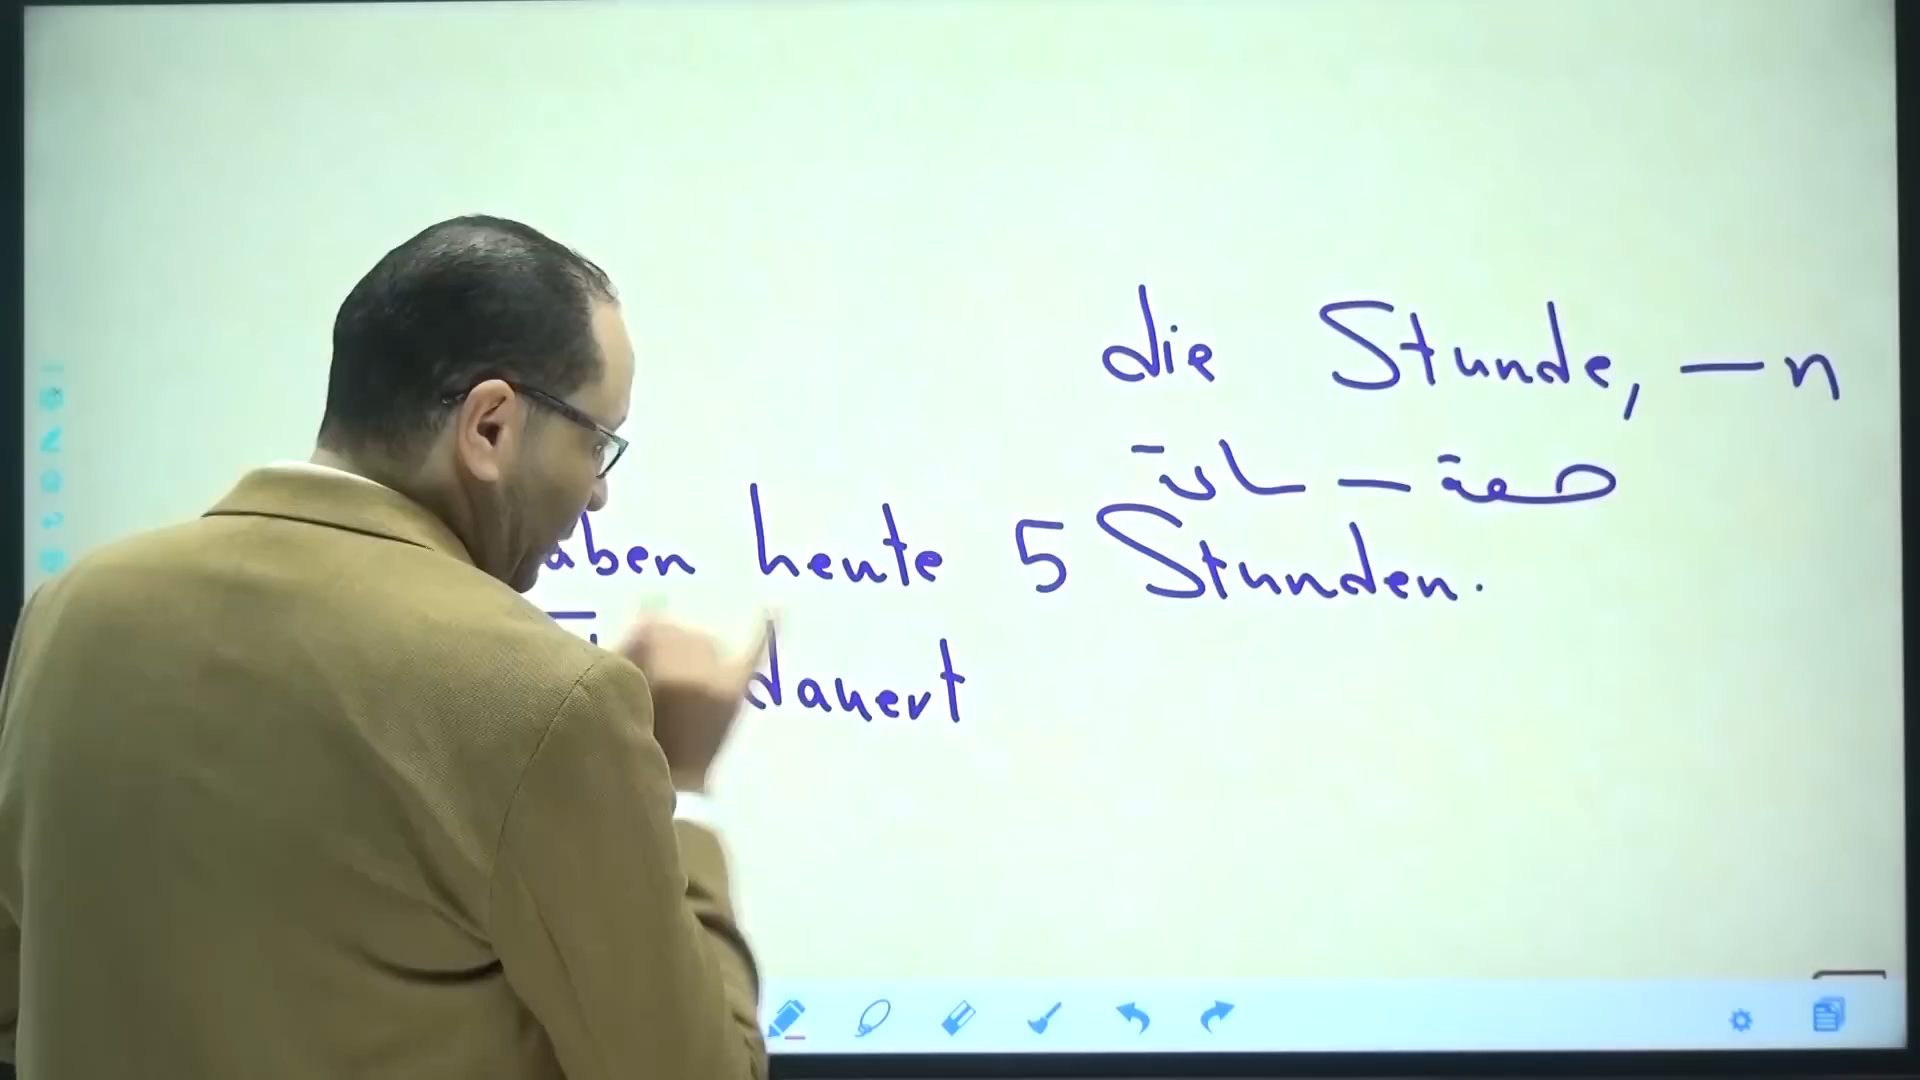 die Stunde, —n
حصة — ساعة
aben heute 5 Stunden.
dauert